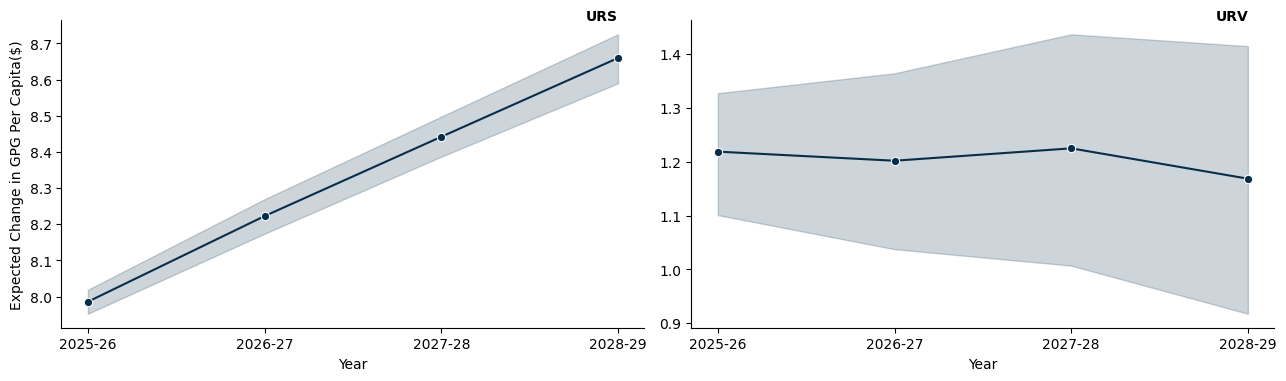 URS
Expected Change in GPG Per Capita($)
8.7
8.6
8.5
8.4
8.3
8.2
8.1
8.0
2025-26 2026-27 2027-28 2028-29
Year
URV
1.4
1.3
1.2
1.1
1.0
0.9
2025-26 2026-27 2027-28 2028-29
Year